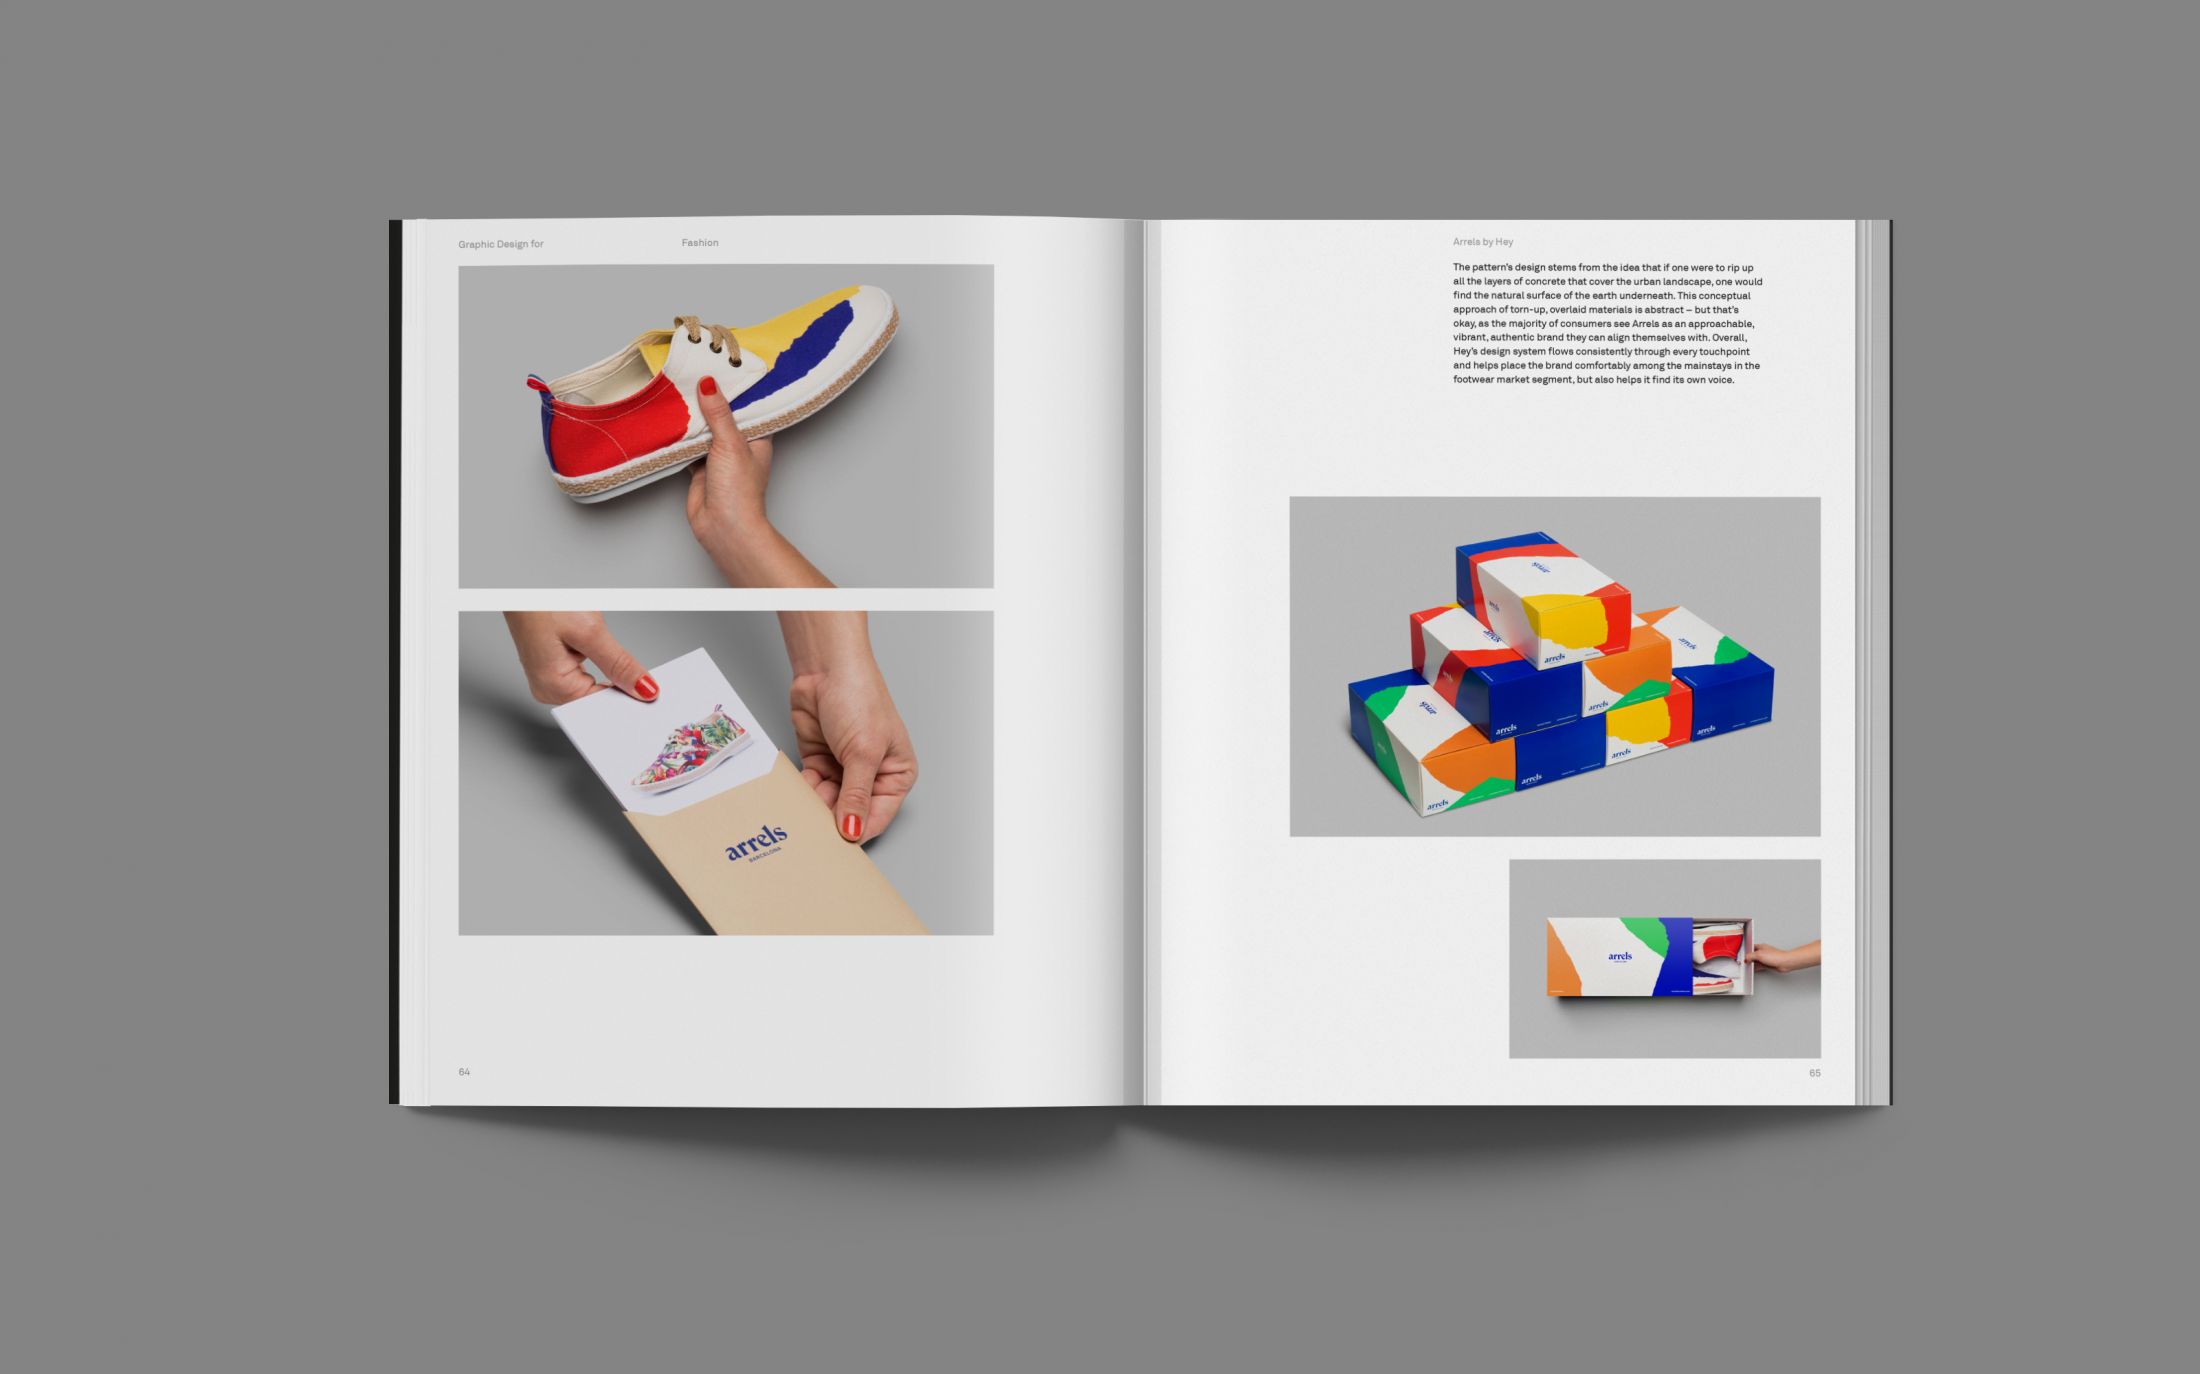 Graphic Design for
Fashion
arrels
BARCELONA
64
Arrels by Hey
The pattern's design stems from the idea that if one were to rip up
all the layers of concrete that cover the urban landscape, one would
find the natural surface of the earth underneath. This conceptual
approach of torn-up, overlaid materials is abstract – but that's
okay, as the majority of consumers see Arrels as an approachable,
vibrant, authentic brand they can align themselves with. Overall,
Hey's design system flows consistently through every touchpoint
and helps place the brand comfortably among the mainstays in the
footwear market segment, but also helps it find its own voice.
arrels
arrels
arrels
arrels
arrels
arrels
arrels
arrels
arrels
arrels
arrels
arrels
65